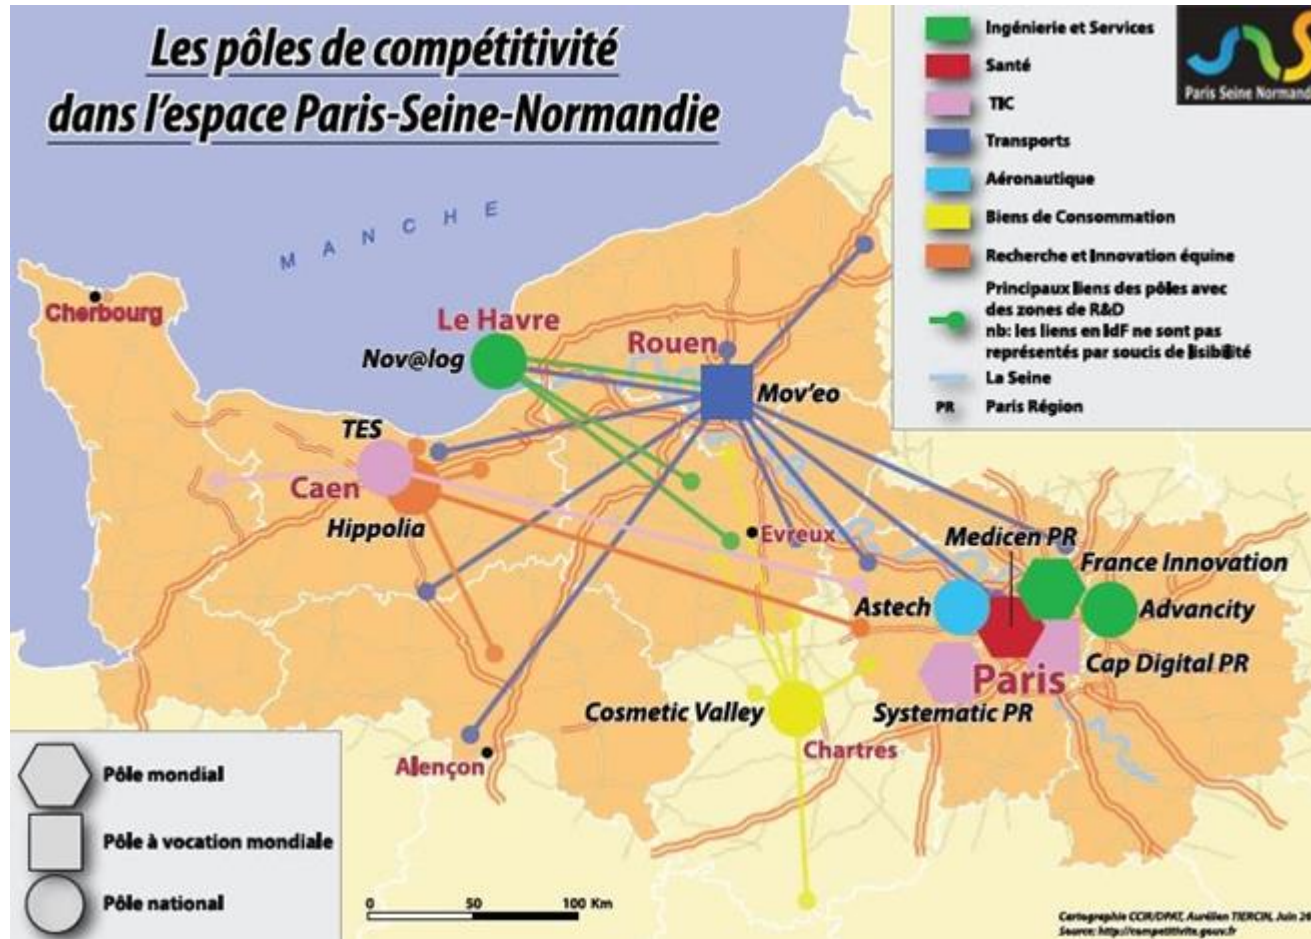 Les pôles de compétitivité
dans l'espace Paris-Seine-Normandie
Ingénierie et Services
Santé
TIC
Transports
Aéronautique
Biens de Consommation
Recherche et Innovation équine
Principaux liens des pôles avec
des zones de R&D
nb: les liens en IdF ne sont pas
représentés par soucis de lisibilité
La Seine
PR Paris Région
Paris Seine Normand
MANCHE
Cherbourg
Le Havre
Nov@log
Rouen
Mov'eo
TES
Caen
Hippolia
Evreux
Medicen PR
France Innovation
Astech
Advancity
Cap Digital PR
Paris
Systematic PR
Cosmetic Valley
Chartres
Alençon
Pôle mondial
Pôle à vocation mondiale
Pôle national
0 50 100 Km
Cartographie CCIR/DPAT, Aurélien TIERCIN, Juin 20
Source: http://competitivite.gouv.fr